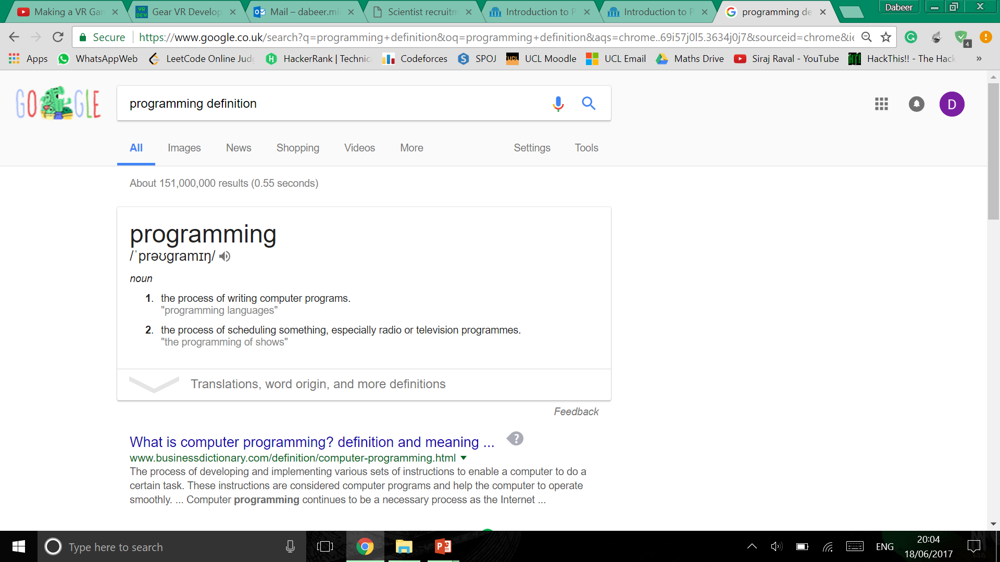 Making a VR Gar
Gear VR Develop
Mail – dabeer.mi
Scientist recruitm
Introduction to P
Introduction to P
programming de
Dabeer
Secure
https://www.google.co.uk/search?q=programming+definition&oq=programming+definition&aqs=chrome..69i57j0l5.3634j0j7&sourceid=chrome&ie
4
Apps
WhatsAppWeb
LeetCode Online Judg
HackerRank | Technic
Codeforces
SPOJ
UCL Moodle
UCL Email
Maths Drive
Siraj Raval - YouTube
HackThis!! - The Hack
»
GOOGLE
programming definition
D
All
Images
News
Shopping
Videos
More
Settings
Tools
About 151,000,000 results (0.55 seconds)
programming
/ˈprəʊɡramɪŋ/
noun
1. the process of writing computer programs.
"programming languages"
2. the process of scheduling something, especially radio or television programmes.
"the programming of shows"
Translations, word origin, and more definitions
Feedback
What is computer programming? definition and meaning ...
www.businessdictionary.com/definition/computer-programming.html
The process of developing and implementing various sets of instructions to enable a computer to do a
certain task. These instructions are considered computer programs and help the computer to operate
smoothly. ... Computer programming continues to be a necessary process as the Internet ...
Type here to search
ENG
20:04
18/06/2017